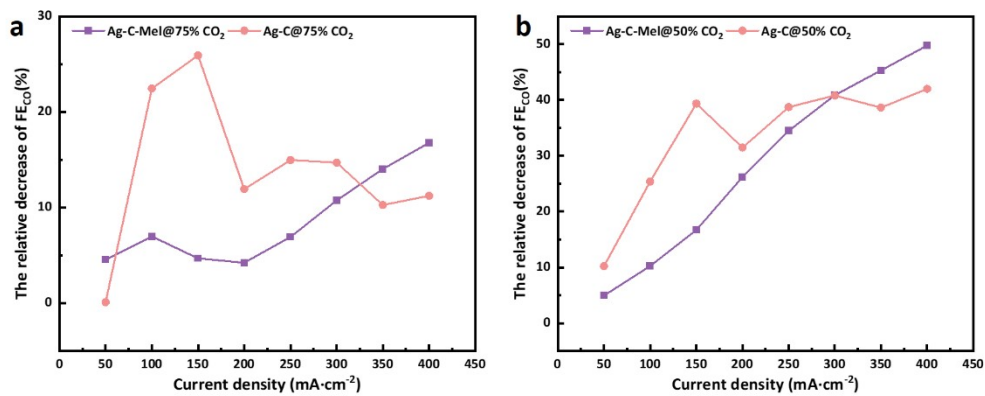 a
Ag-C-Mel@75% CO₂ Ag-C@75% CO₂
The relative decrease of FE_CO(%)
30
20
10
0
0 50 100 150 200 250 300 350 400 450
Current density (mA·cm⁻²)
b
Ag-C-Mel@50% CO₂ Ag-C@50% CO₂
The relative decrease of FE_CO(%)
50
40
30
20
10
0
0 50 100 150 200 250 300 350 400 450
Current density (mA·cm⁻²)